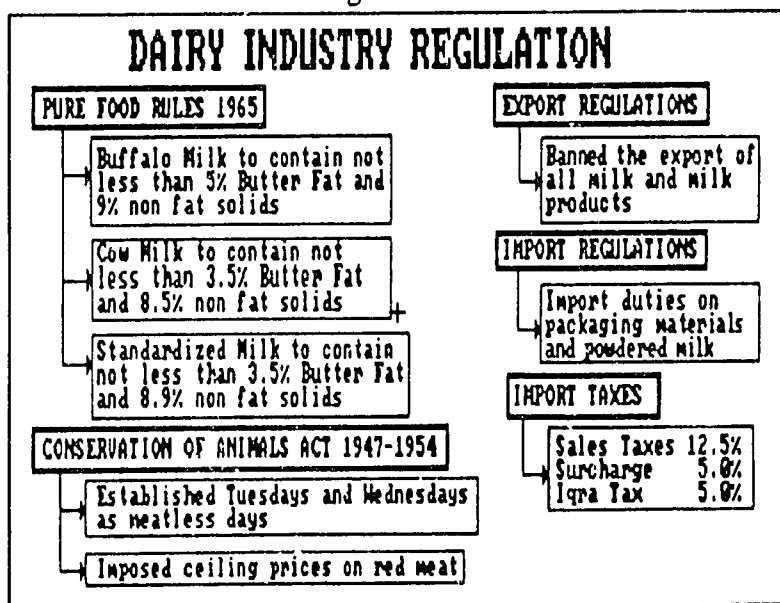 DAIRY INDUSTRY REGULATION
PURE FOOD RULES 1965
Buffalo Milk to contain not
less than 5% Butter Fat and
9% non fat solids
Cow Milk to contain not
less than 3.5% Butter Fat
and 8.5% non fat solids
Standardized Milk to contain
not less than 3.5% Butter Fat
and 8.9% non fat solids
CONSERVATION OF ANIMALS ACT 1947-1954
Established Tuesdays and Wednesdays
as meatless days
Imposed ceiling prices on red meat
EXPORT REGULATIONS
Banned the export of
all milk and milk
products
IMPORT REGULATIONS
Import duties on
packaging materials
and powdered milk
IMPORT TAXES
Sales Taxes 12.5%
Surcharge 5.0%
Iqra Tax 5.0%